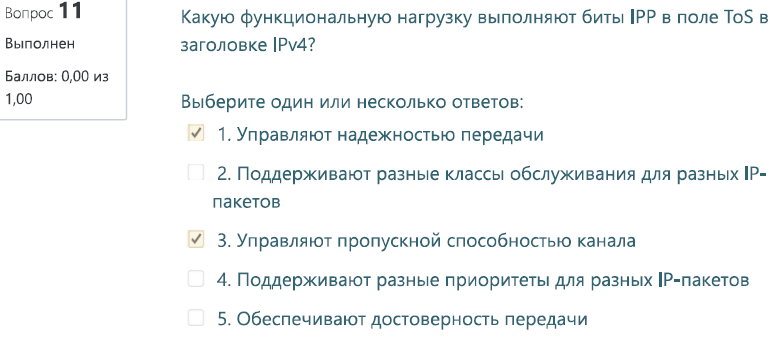 Вопрос 11
Выполнен
Баллов: 0,00 из
1,00
Какую функциональную нагрузку выполняют биты IPP в поле ToS в
заголовке IPv4?
Выберите один или несколько ответов:
1. Управляют надежностью передачи
2. Поддерживают разные классы обслуживания для разных IP-
пакетов
3. Управляют пропускной способностью канала
4. Поддерживают разные приоритеты для разных IP-пакетов
5. Обеспечивают достоверность передачи